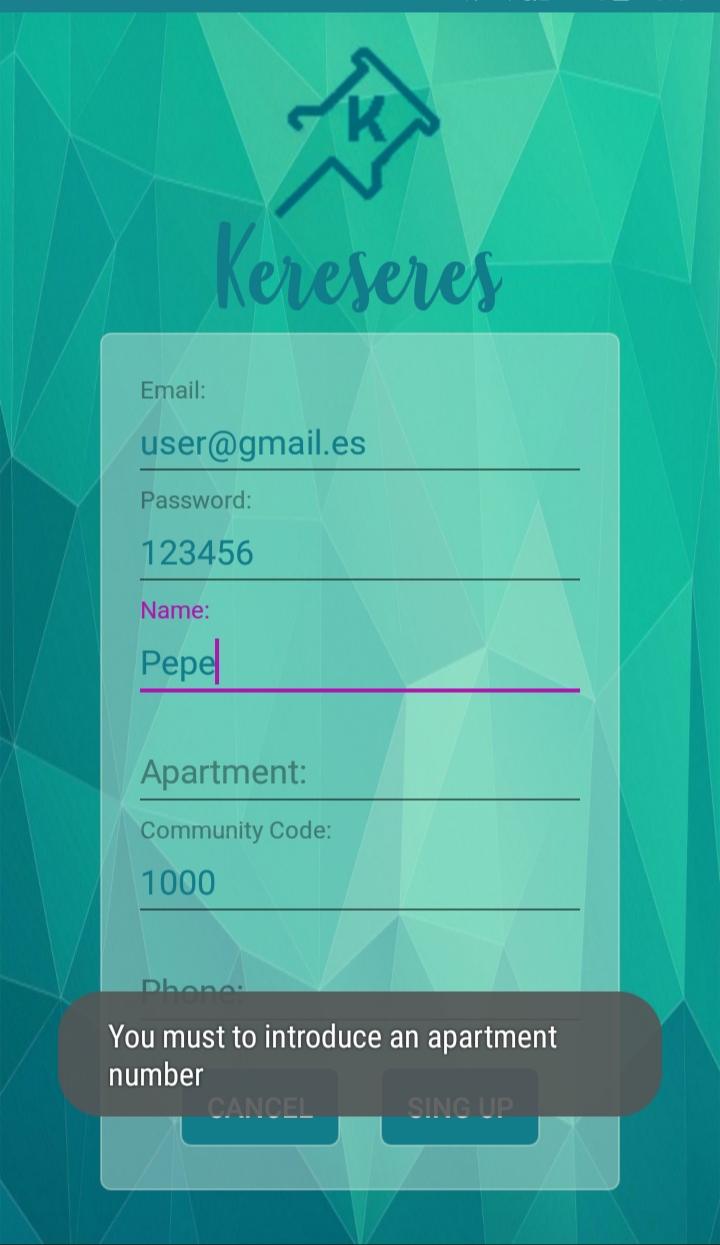 K
Kereseres
Email:
user@gmail.es
Password:
123456
Name:
Pepe
Apartment:
Community Code:
1000
Phone:
You must to introduce an apartment
number
CANCEL
SING UP